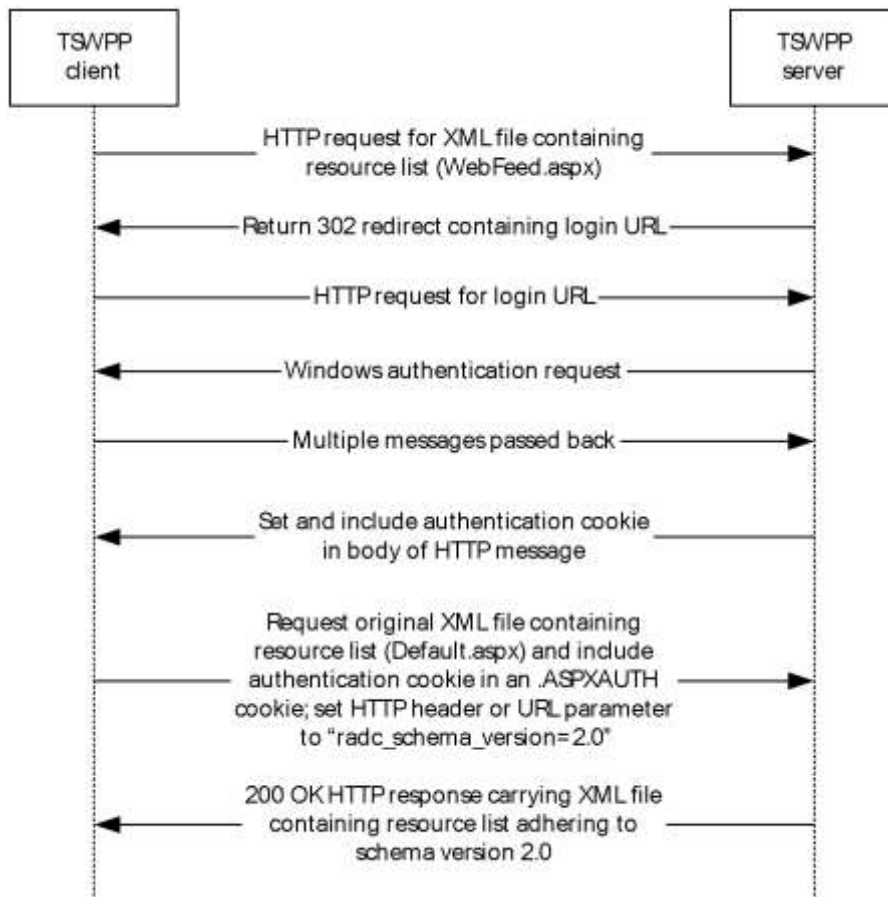 TSWPP
client
TSWPP
server
HTTP request for XML file containing
resource list (WebFeed.aspx)
Return 302 redirect containing login URL
HTTP request for login URL
Windows authentication request
Multiple messages passed back
Set and include authentication cookie
in body of HTTP message
Request original XML file containing
resource list (Default.aspx) and include
authentication cookie in an .ASPXAUTH
cookie; set HTTP header or URL parameter
to “radc_schema_version=2.0”
200 OK HTTP response carrying XML file
containing resource list adhering to
schema version 2.0